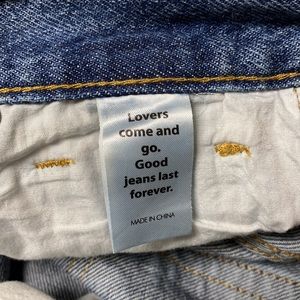 Lovers
come and
go.
Good
jeans last
forever.
MADE IN CHINA